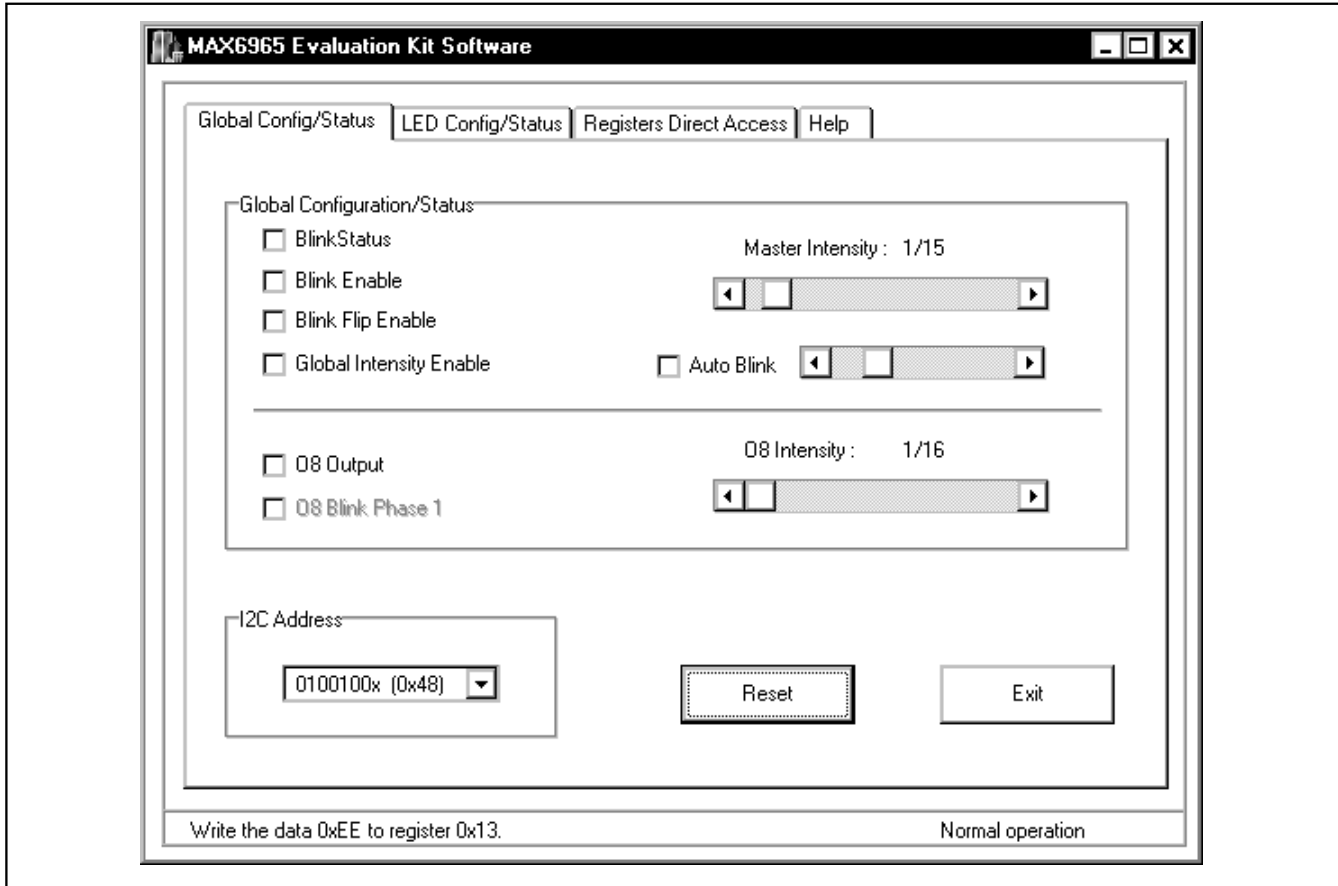 MAX6965 Evaluation Kit Software
Global Config/Status LED Config/Status Registers Direct Access Help
Global Configuration/Status
BlinkStatus
Master Intensity : 1/15
Blink Enable
Blink Flip Enable
Global Intensity Enable
Auto Blink
O8 Intensity : 1/16
O8 Output
O8 Blink Phase 1
I2C Address
0100100x (0x48)
Reset
Exit
Write the data 0xEE to register 0x13.
Normal operation